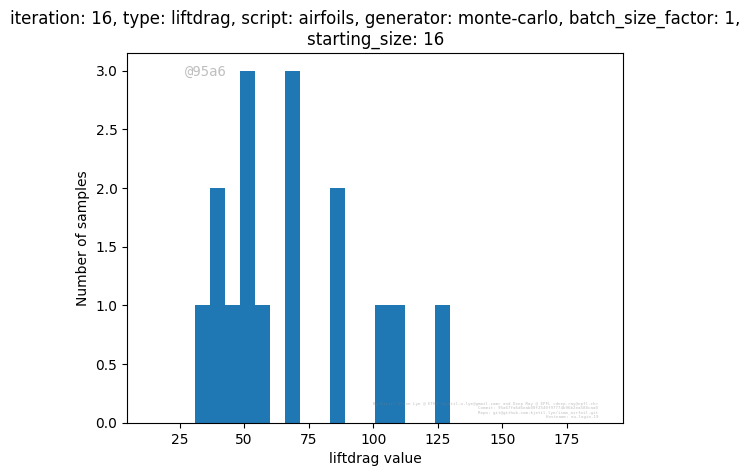 iteration: 16, type: liftdrag, script: airfoils, generator: monte-carlo, batch_size_factor: 1,
starting_size: 16
@95a6
3.0
2.5
2.0
1.5
1.0
0.5
0.0
Number of samples
25 50 75 100 125 150 175
liftdrag value